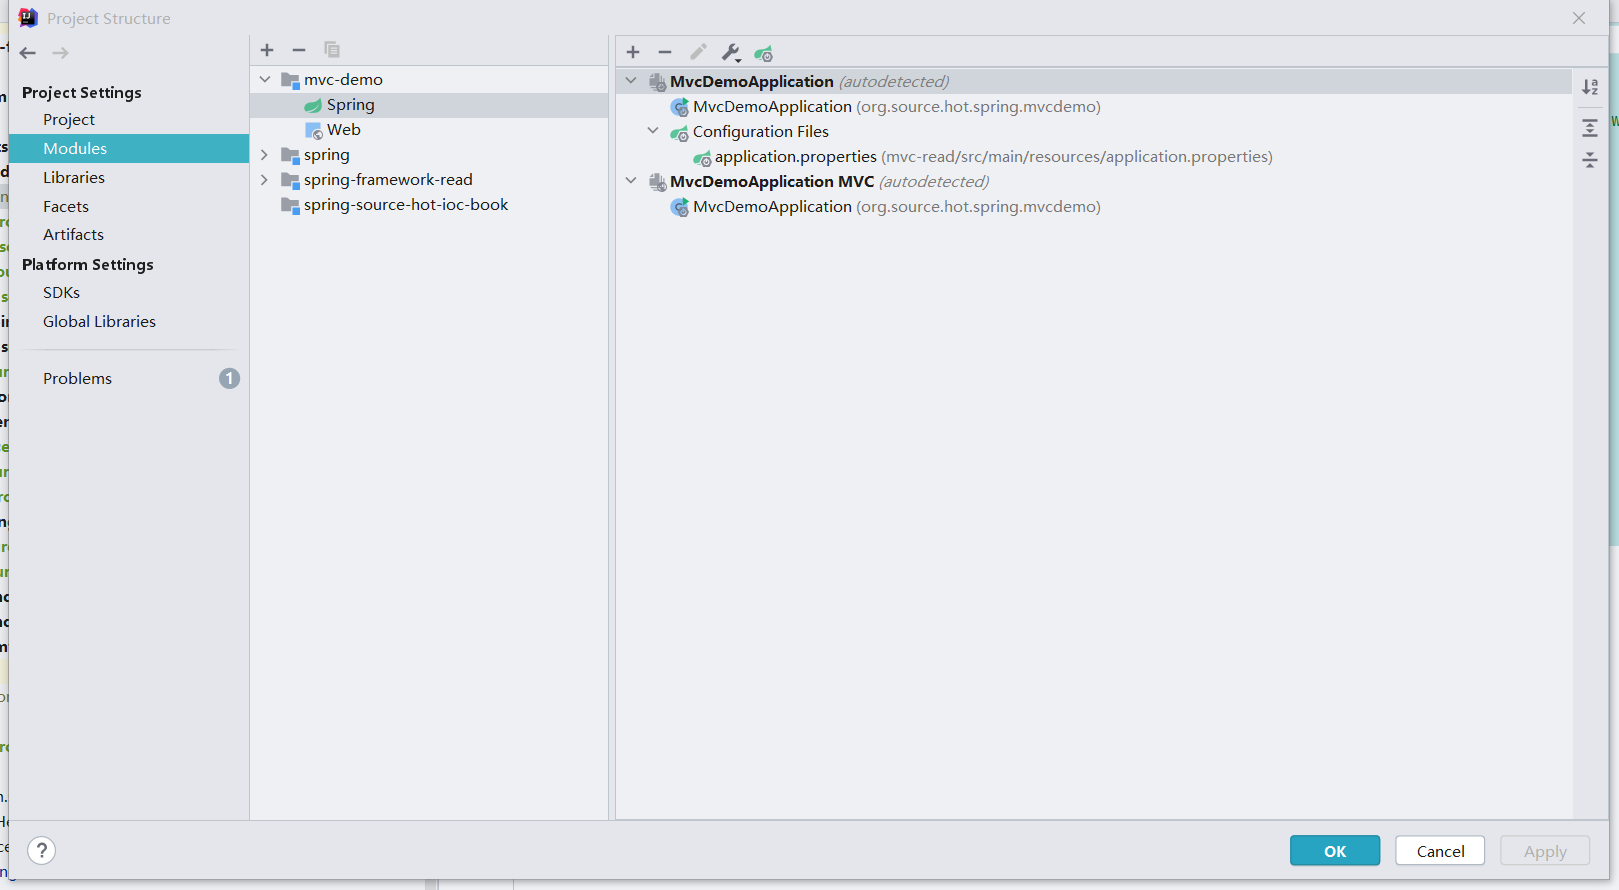 Project Structure
Project Settings
Project
Modules
Libraries
Facets
Artifacts
Platform Settings
SDKs
Global Libraries
Problems 1
mvc-demo
Spring
Web
spring
spring-framework-read
spring-source-hot-ioc-book
MvcDemoApplication (autodetected)
MvcDemoApplication (org.source.hot.spring.mvcdemo)
Configuration Files
application.properties (mvc-read/src/main/resources/application.properties)
MvcDemoApplication MVC (autodetected)
MvcDemoApplication (org.source.hot.spring.mvcdemo)
?
OK
Cancel
Apply